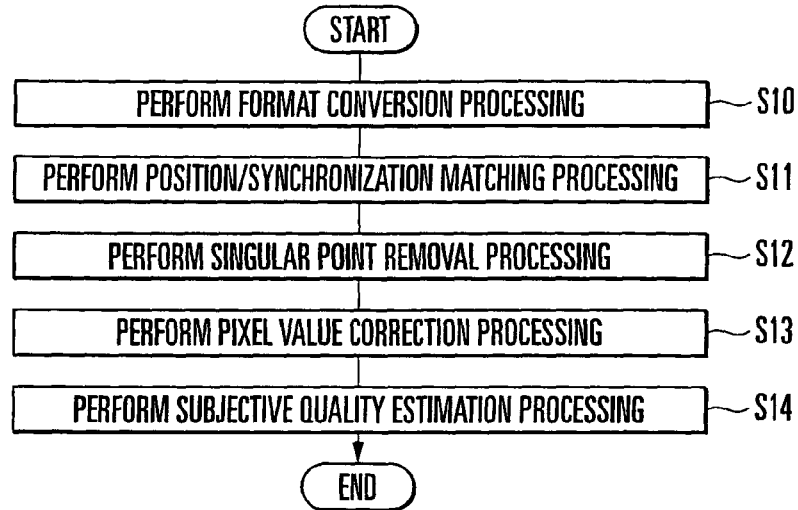 START
PERFORM FORMAT CONVERSION PROCESSING S10
PERFORM POSITION/SYNCHRONIZATION MATCHING PROCESSING S11
PERFORM SINGULAR POINT REMOVAL PROCESSING S12
PERFORM PIXEL VALUE CORRECTION PROCESSING S13
PERFORM SUBJECTIVE QUALITY ESTIMATION PROCESSING S14
END